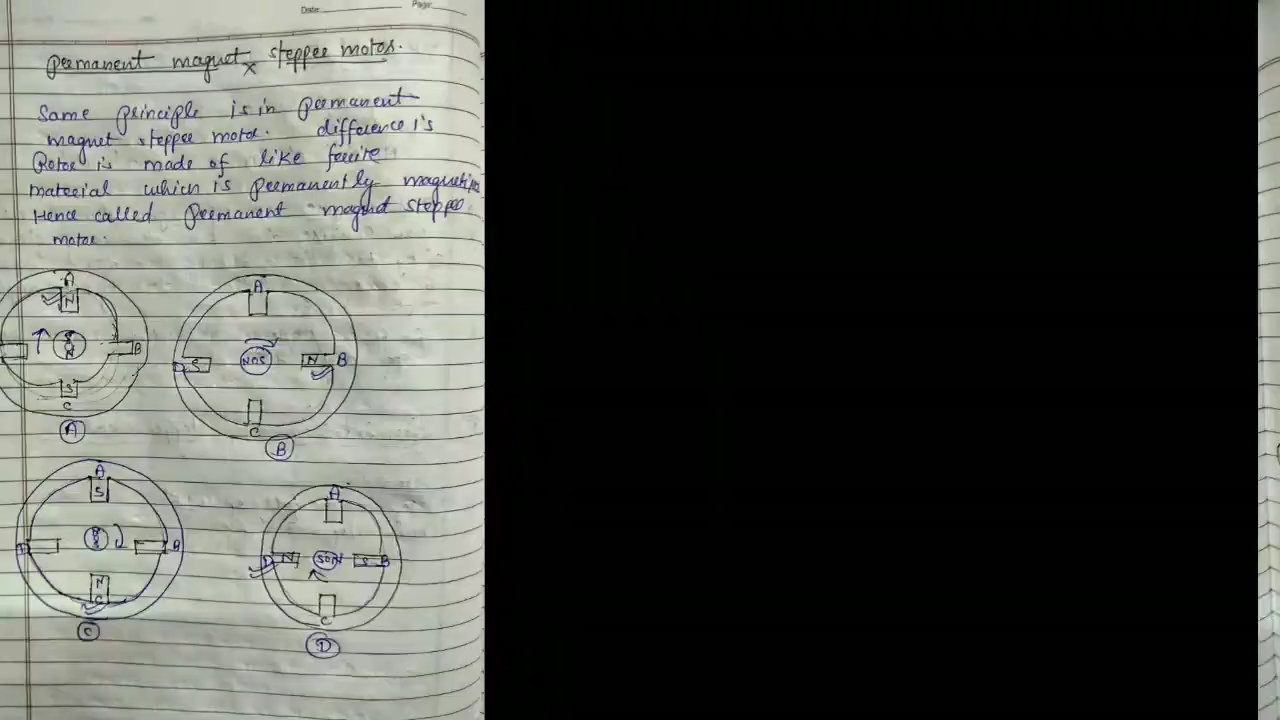 Date: Page:
Permanent magnet stepper motor.
Same principle is in permanent
magnet stepper motor. difference is
Rotor is made of like ferrite
material which is permanently
Hence called permanent magnet stepper
motor.
A
N
S
N
B
S
C
A
A
D S N O S N B
C
B
A
S
N
S
D B
N
C
C
A
D N S O N S B
C
D